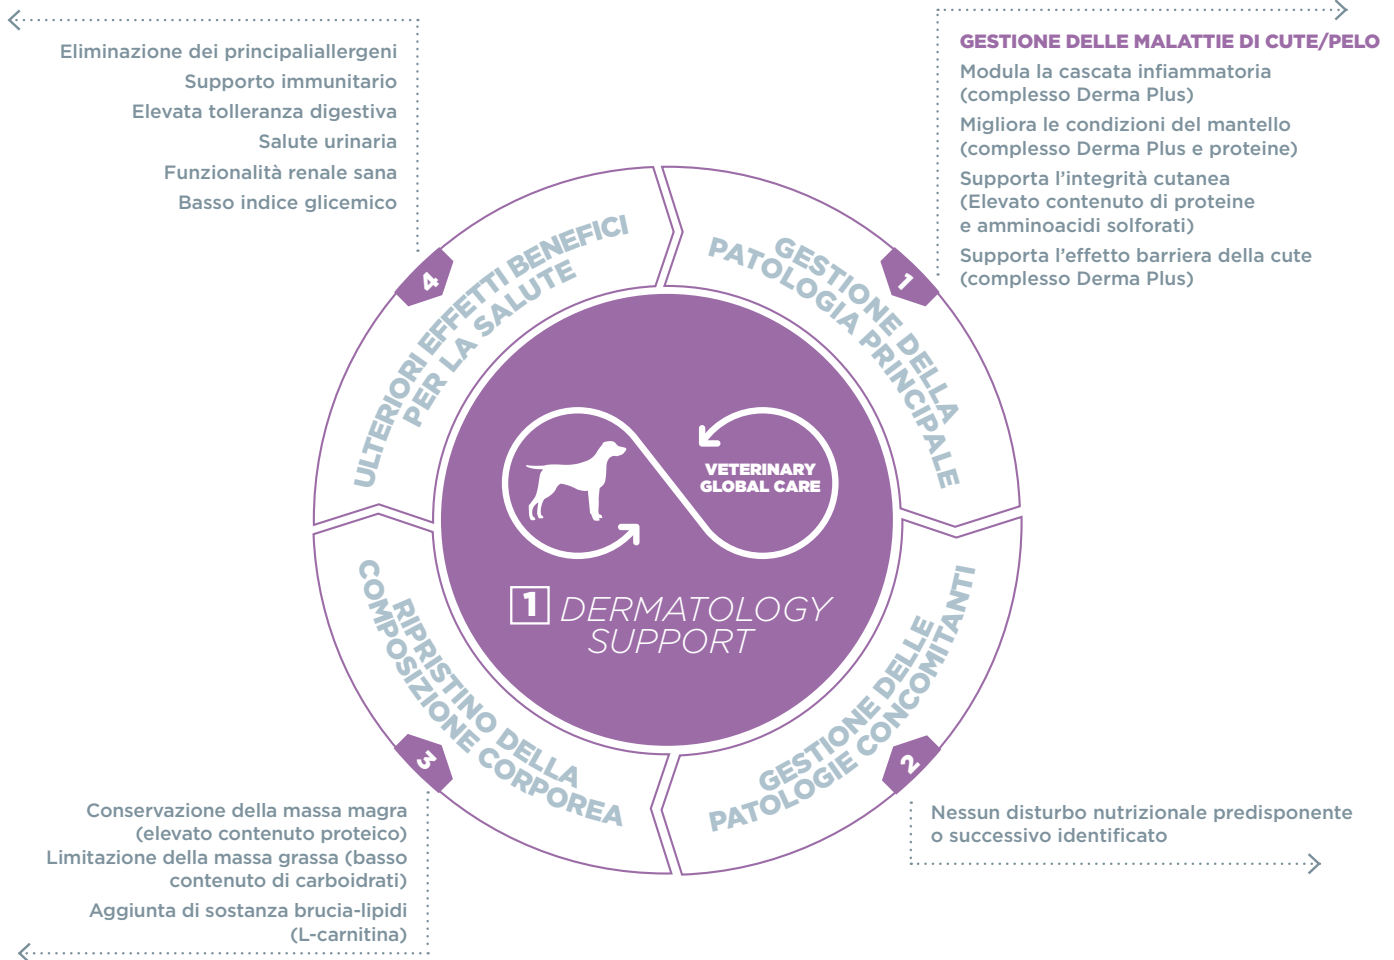 Eliminazione dei principaliallergeni
Supporto immunitario
Elevata tolleranza digestiva
Salute urinaria
Funzionalità renale sana
Basso indice glicemico
GESTIONE DELLE MALATTIE DI CUTE/PELO
Modula la cascata infiammatoria
(complesso Derma Plus)
Migliora le condizioni del mantello
(complesso Derma Plus e proteine)
Supporta l’integrità cutanea
(Elevato contenuto di proteine
e amminoacidi solforati)
Supporta l’effetto barriera della cute
(complesso Derma Plus)
4
ULTERIORI EFFETTI BENEFICI
PER LA SALUTE
1
GESTIONE DELLA
PATOLOGIA PRINCIPALE
VETERINARY
GLOBAL CARE
1 DERMATOLOGY
SUPPORT
3
RIPRISTINO DELLA
COMPOSIZIONE CORPOREA
2
GESTIONE DELLE
PATOLOGIE CONCOMITANTI
Conservazione della massa magra
(elevato contenuto proteico)
Limitazione della massa grassa (basso
contenuto di carboidrati)
Aggiunta di sostanza brucia-lipidi
(L-carnitina)
Nessun disturbo nutrizionale predisponente
o successivo identificato